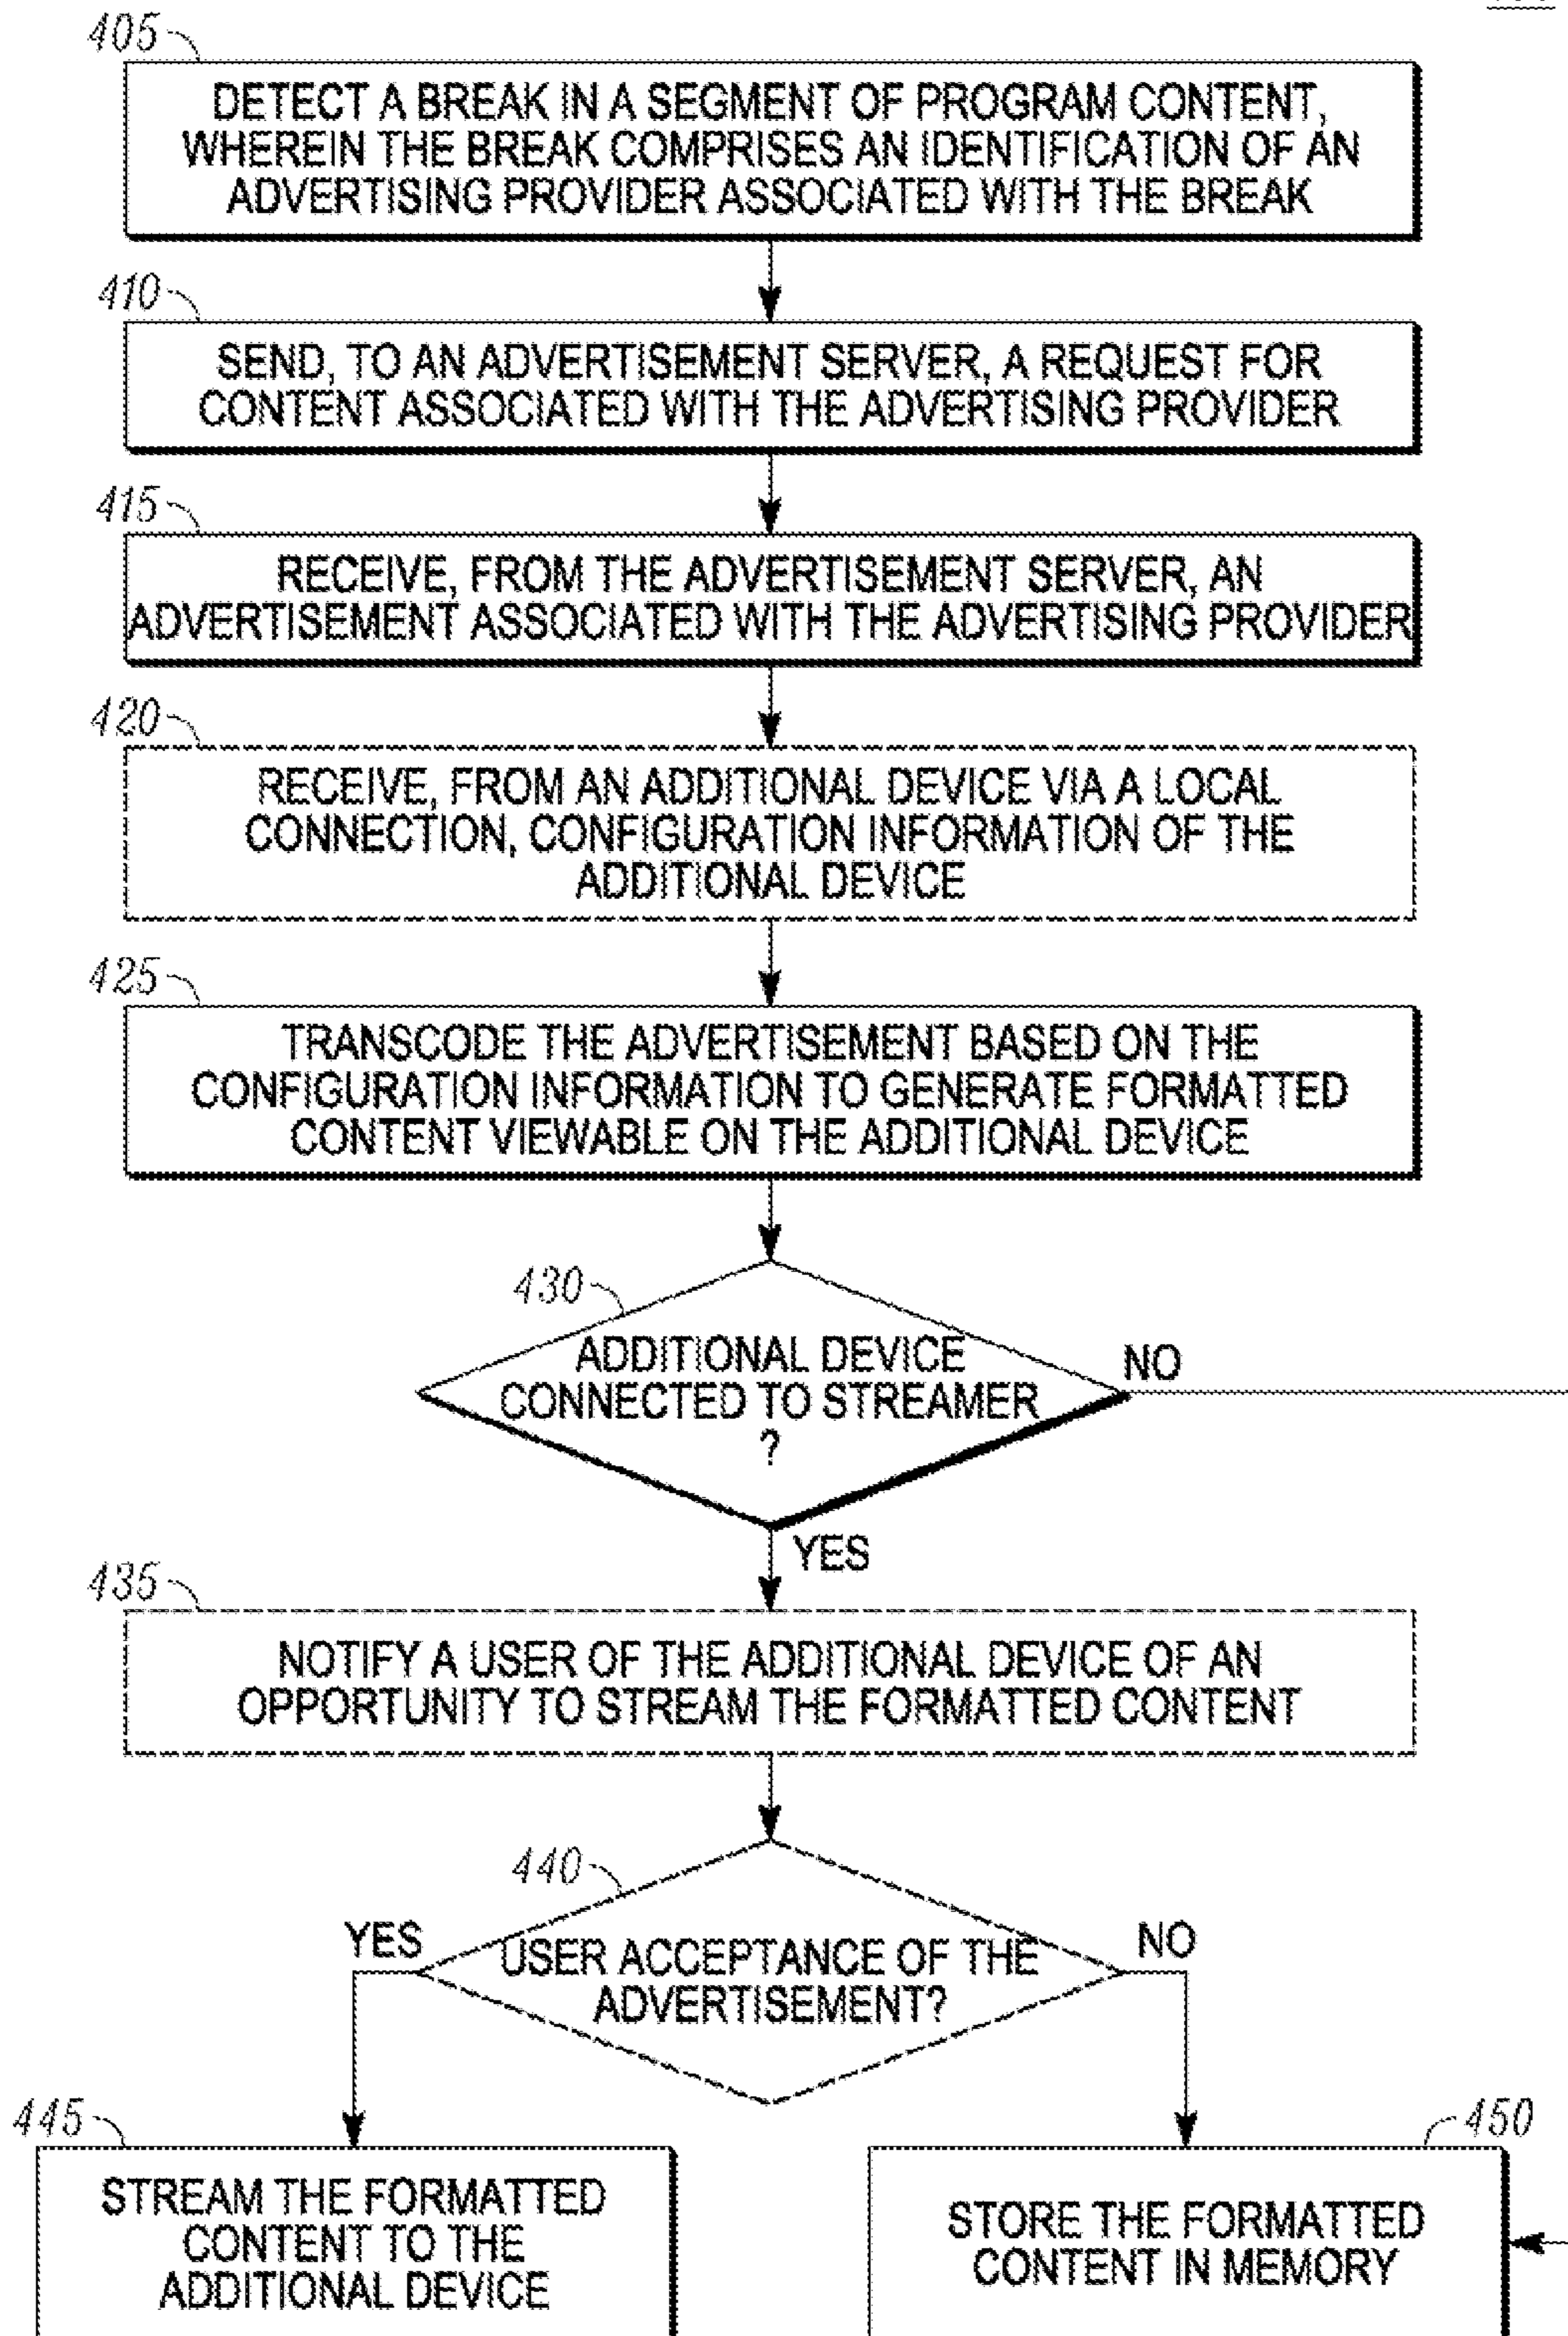 405
DETECT A BREAK IN A SEGMENT OF PROGRAM CONTENT,
WHEREIN THE BREAK COMPRISES AN IDENTIFICATION OF AN
ADVERTISING PROVIDER ASSOCIATED WITH THE BREAK
410
SEND, TO AN ADVERTISEMENT SERVER, A REQUEST FOR
CONTENT ASSOCIATED WITH THE ADVERTISING PROVIDER
415
RECEIVE, FROM THE ADVERTISEMENT SERVER, AN
ADVERTISEMENT ASSOCIATED WITH THE ADVERTISING PROVIDER
420
RECEIVE, FROM AN ADDITIONAL DEVICE VIA A LOCAL
CONNECTION, CONFIGURATION INFORMATION OF THE
ADDITIONAL DEVICE
425
TRANSCODE THE ADVERTISEMENT BASED ON THE
CONFIGURATION INFORMATION TO GENERATE FORMATTED
CONTENT VIEWABLE ON THE ADDITIONAL DEVICE
430
ADDITIONAL DEVICE
CONNECTED TO STREAMER
?
NO
YES
435
NOTIFY A USER OF THE ADDITIONAL DEVICE OF AN
OPPORTUNITY TO STREAM THE FORMATTED CONTENT
440
YES
USER ACCEPTANCE OF THE
ADVERTISEMENT?
NO
445
STREAM THE FORMATTED
CONTENT TO THE
ADDITIONAL DEVICE
450
STORE THE FORMATTED
CONTENT IN MEMORY